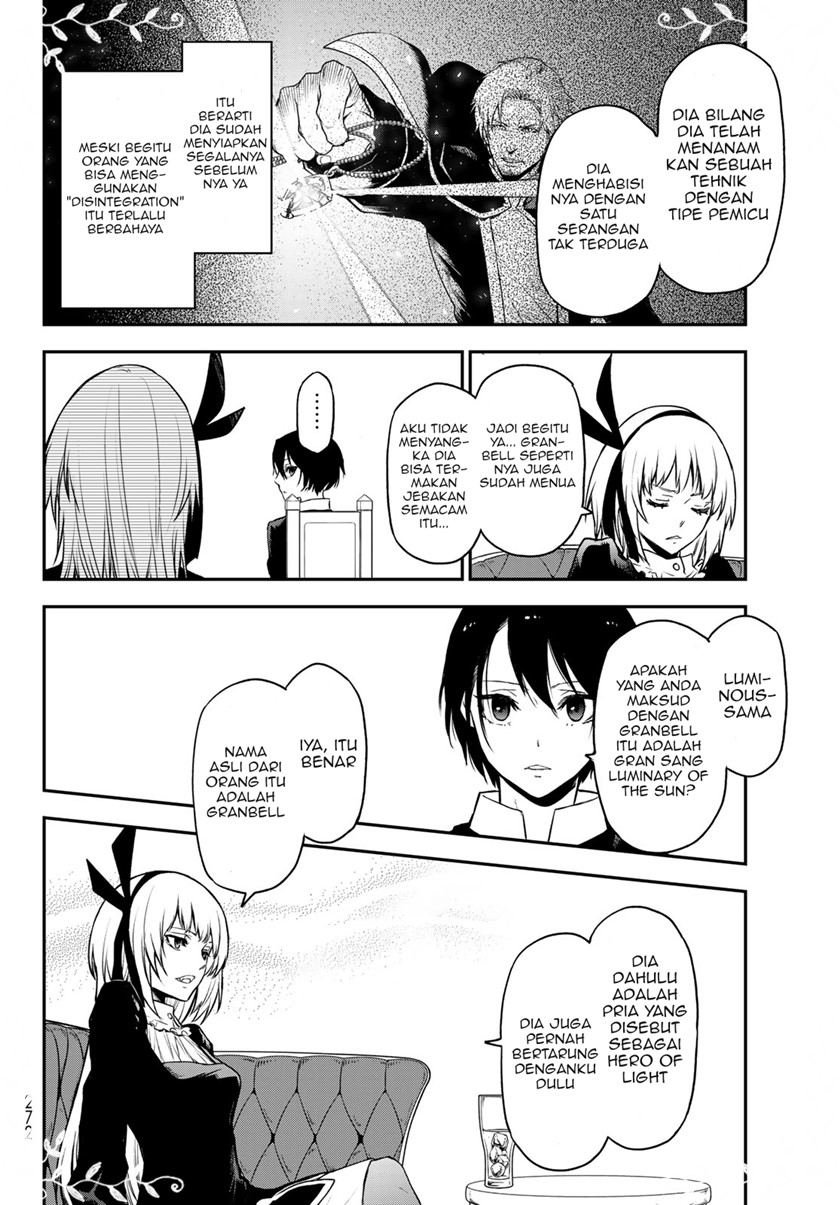 DIA BILANG
DIA TELAH
MENANAM
KAN SEBUAH
TEHNIK
DENGAN
TIPE PEMICU
DIA
MENGHABISI
NYA DENGAN
SATU
SERANGAN
TAK TERDUGA
ITU
BERARTI
DIA SUDAH
MENYIAPKAN
SEGALANYA
SEBELUM
NYA YA
MESKI BEGITU
ORANG YANG
BISA MENG-
GUNAKAN
"DISINTEGRATION"
ITU TERLALU
BERBAHAYA
JADI BEGITU
YA... GRAN-
BELL SEPERTI
NYA JUGA
SUDAH MENUA
AKU TIDAK
MENYANG-
KA DIA
BISA TER-
MAKAN
JEBAKAN
SEMACAM
ITU...
......
LUMI-
NOUS-
SAMA
APAKAH
YANG ANDA
MAKSUD
DENGAN
GRANBELL
ITU ADALAH
GRAN SANG
LUMINARY OF
THE SUN?
IYA, ITU
BENAR
NAMA
ASLI DARI
ORANG ITU
ADALAH
GRANBELL
DIA
DAHULU
ADALAH
PRIA YANG
DISEBUT
SEBAGAI
HERO OF
LIGHT
DIA JUGA
PERNAH
BERTARUNG
DENGANKU
DULU
272